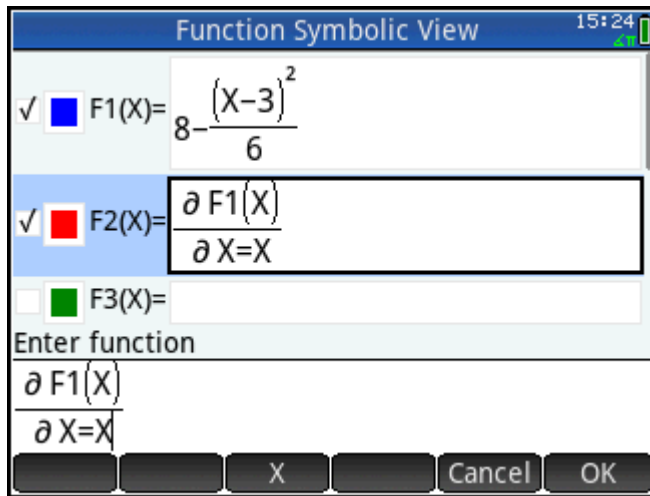 Function Symbolic View 15:24
∡π
√ F1(X)= 8-(X-3)²/6
√ F2(X)= ∂ F1(X)/∂ X=X
F3(X)=
Enter function
∂ F1(X)
∂ X=X
X Cancel OK